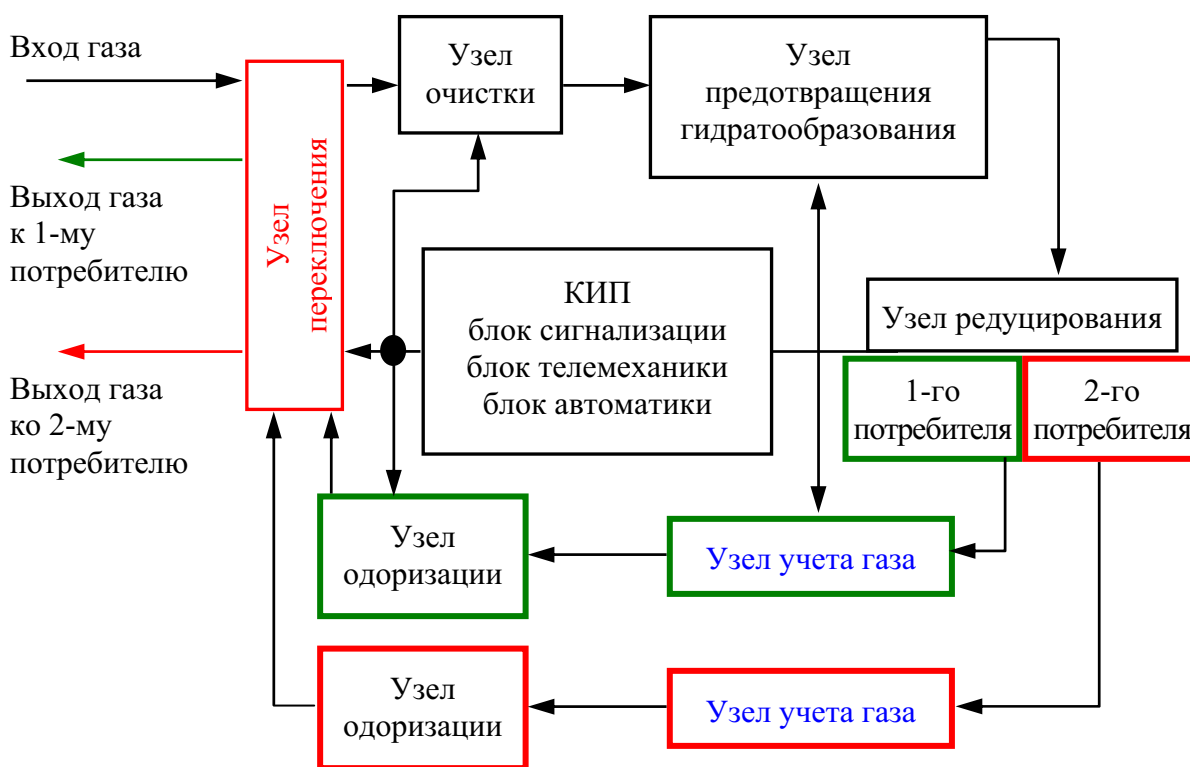 Вход газа
Узел
очистки
Узел
предотвращения
гидратообразования
Узел
переключения
Выход газа
к 1-му
потребителю
КИП
блок сигнализации
блок телемеханики
блок автоматики
Узел редуцирования
1-го
потребителя
2-го
потребителя
Выход газа
ко 2-му
потребителю
Узел
одоризации
Узел учета газа
Узел
одоризации
Узел учета газа